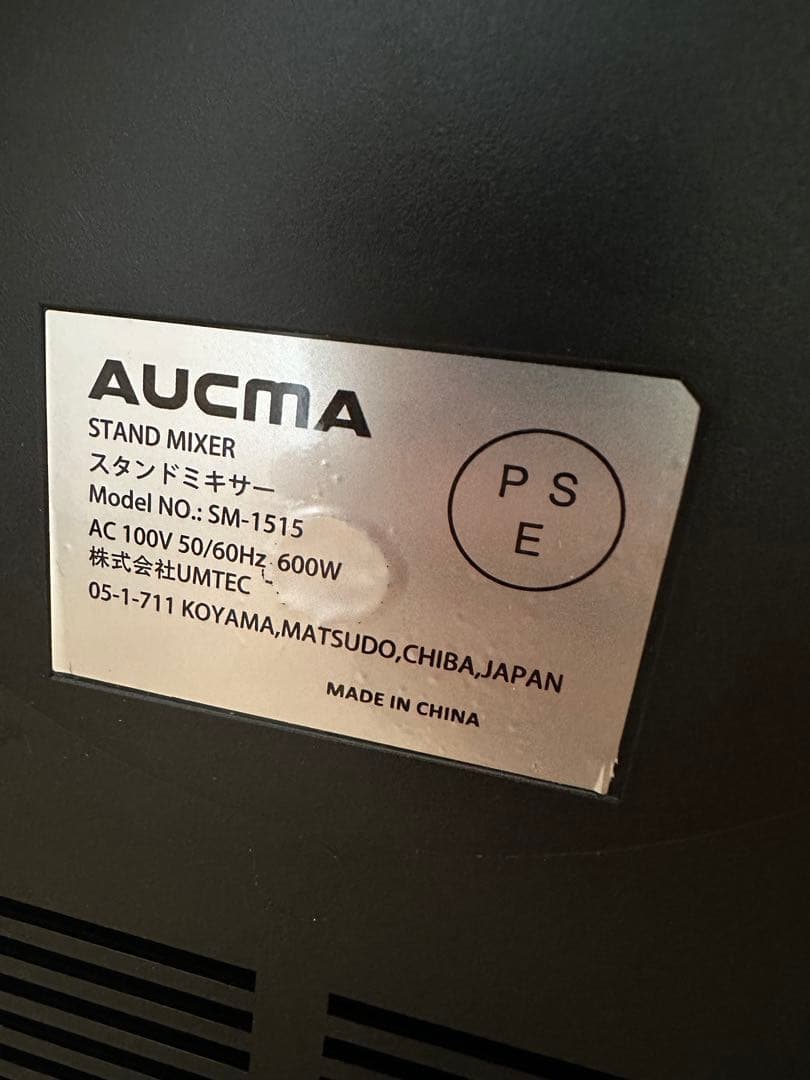 AUCMA
STAND MIXER
スタンドミキサー
Model NO.: SM-1515
AC 100V 50/60Hz 600W
株式会社UMTEC
05-1-711 KOYAMA,MATSUDO,CHIBA,JAPAN
MADE IN CHINA
P S
E